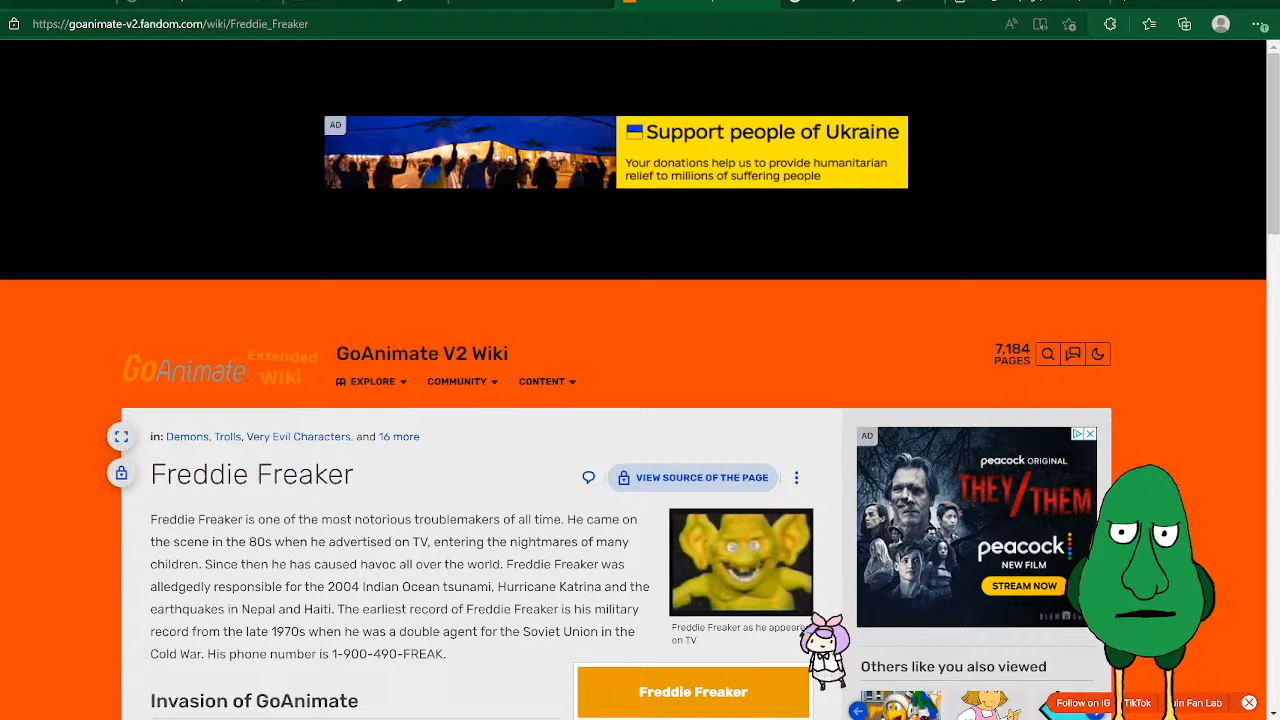 https://goanimate-v2.fandom.com/wiki/Freddie_Freaker
AD
Support people of Ukraine
Your donations help us to provide humanitarian
relief to millions of suffering people
GoAnimate Extended
Wiki
GoAnimate V2 Wiki
7,184
PAGES
EXPLORE COMMUNITY CONTENT
in: Demons, Trolls, Very Evil Characters, and 16 more
Freddie Freaker
VIEW SOURCE OF THE PAGE
Freddie Freaker is one of the most notorious troublemakers of all time. He came on
the scene in the 80s when he advertised on TV, entering the nightmares of many
children. Since then he has caused havoc all over the world. Freddie Freaker was
alledgedly responsible for the 2004 Indian Ocean tsunami, Hurricane Katrina and the
earthquakes in Nepal and Haiti. The earliest record of Freddie Freaker is his military
record from the late 1970s when he was a double agent for the Soviet Union in the
Cold War. His phone number is 1-900-490-FREAK.
Freddie Freaker as he appeare
on TV
Freddie Freaker
Invasion of GoAnimate
AD
peacock ORIGINAL
THEY/THEM
peacock
NEW FILM
STREAM NOW
Others like you also viewed
Follow on IG TikTok Join Fan Lab